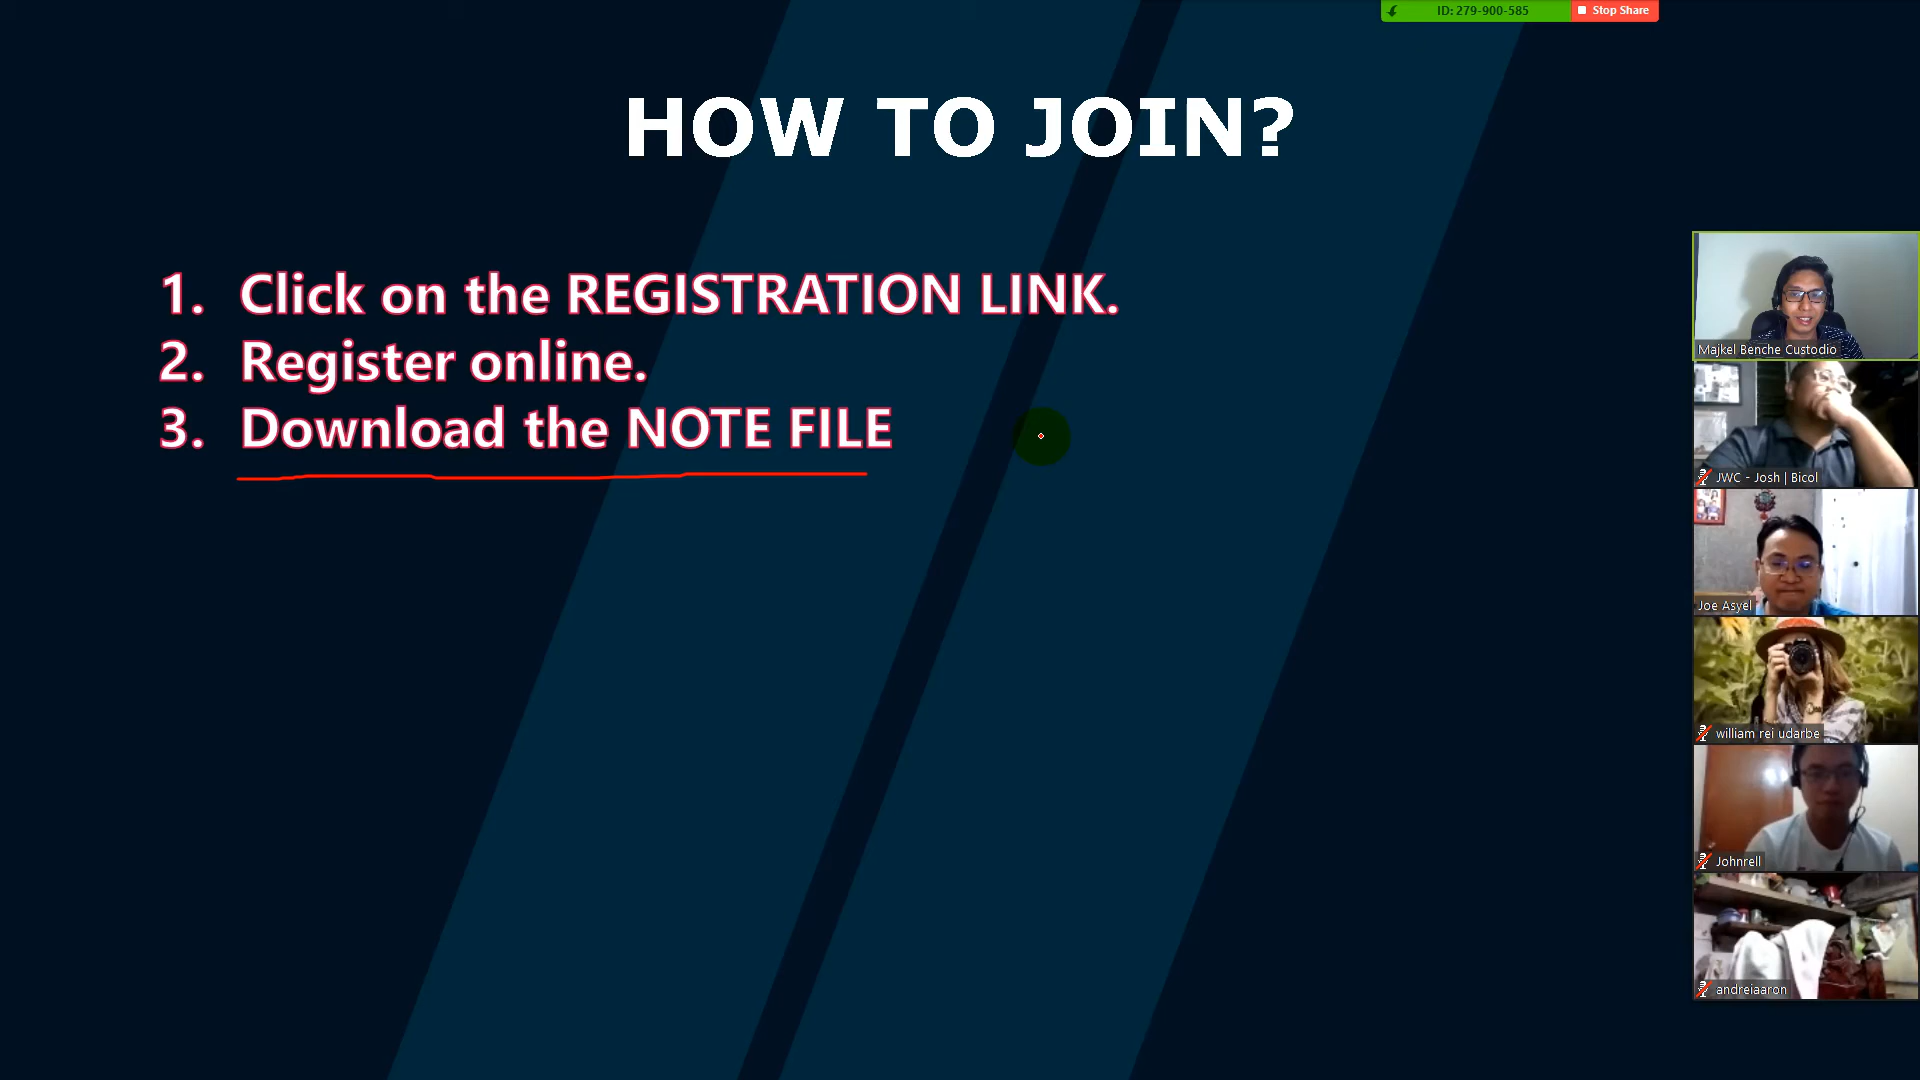 ID: 279-900-585
Stop Share
HOW TO JOIN?
1. Click on the REGISTRATION LINK.
2. Register online.
3. Download the NOTE FILE
Majkel Benche Custodio
JWC - Josh | Bicol
Joe Asyel
william rei udarbe
Johnrell
andreiaaron